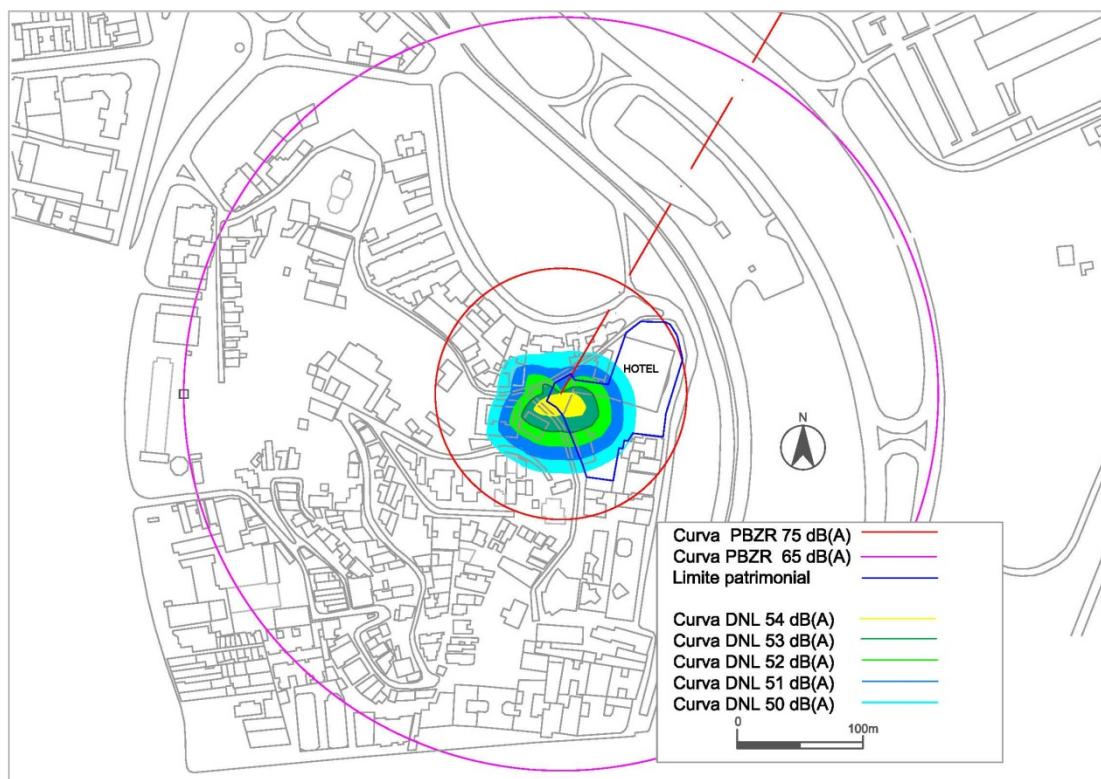 HOTEL
N
Curva PBZR 75 dB(A)
Curva PBZR 65 dB(A)
Limite patrimonial
Curva DNL 54 dB(A)
Curva DNL 53 dB(A)
Curva DNL 52 dB(A)
Curva DNL 51 dB(A)
Curva DNL 50 dB(A)
0 100m